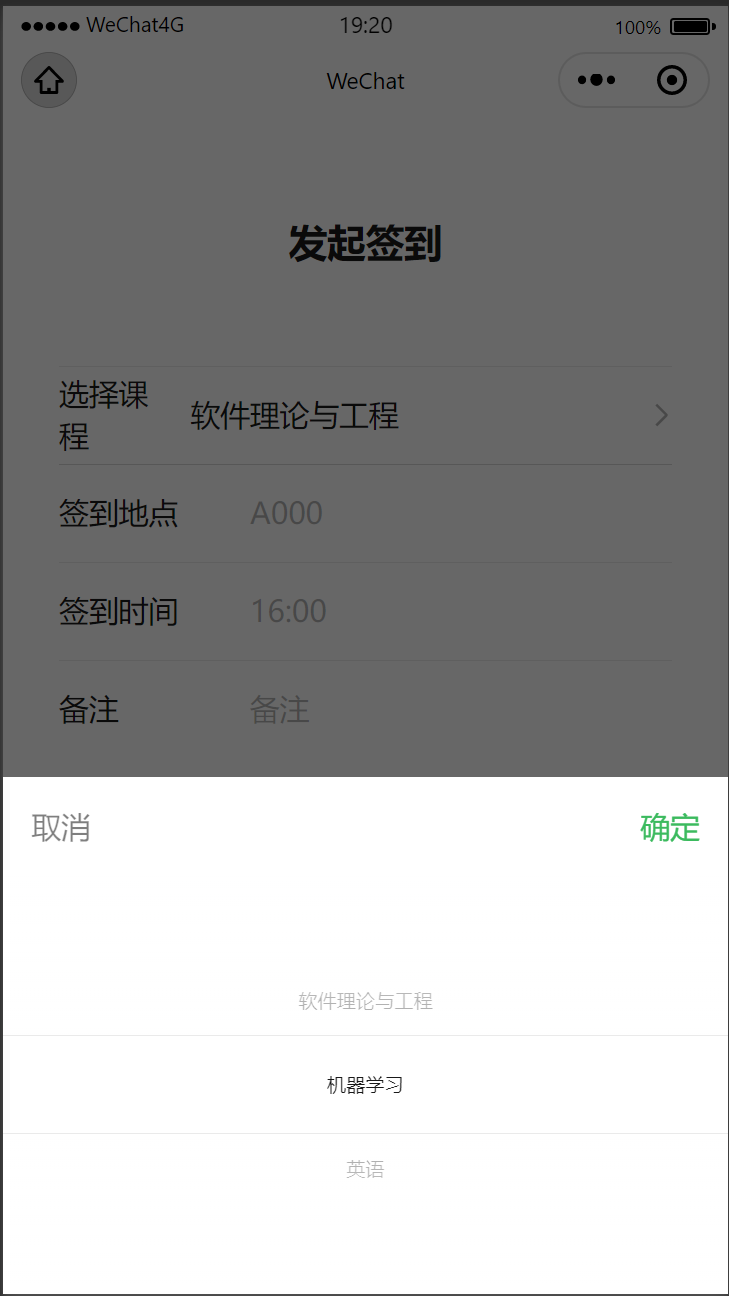 ●●●●● WeChat4G 19:20 100%
WeChat
发起签到
选择课
程
软件理论与工程
签到地点 A000
签到时间 16:00
备注 备注
取消 确定
软件理论与工程
机器学习
英语